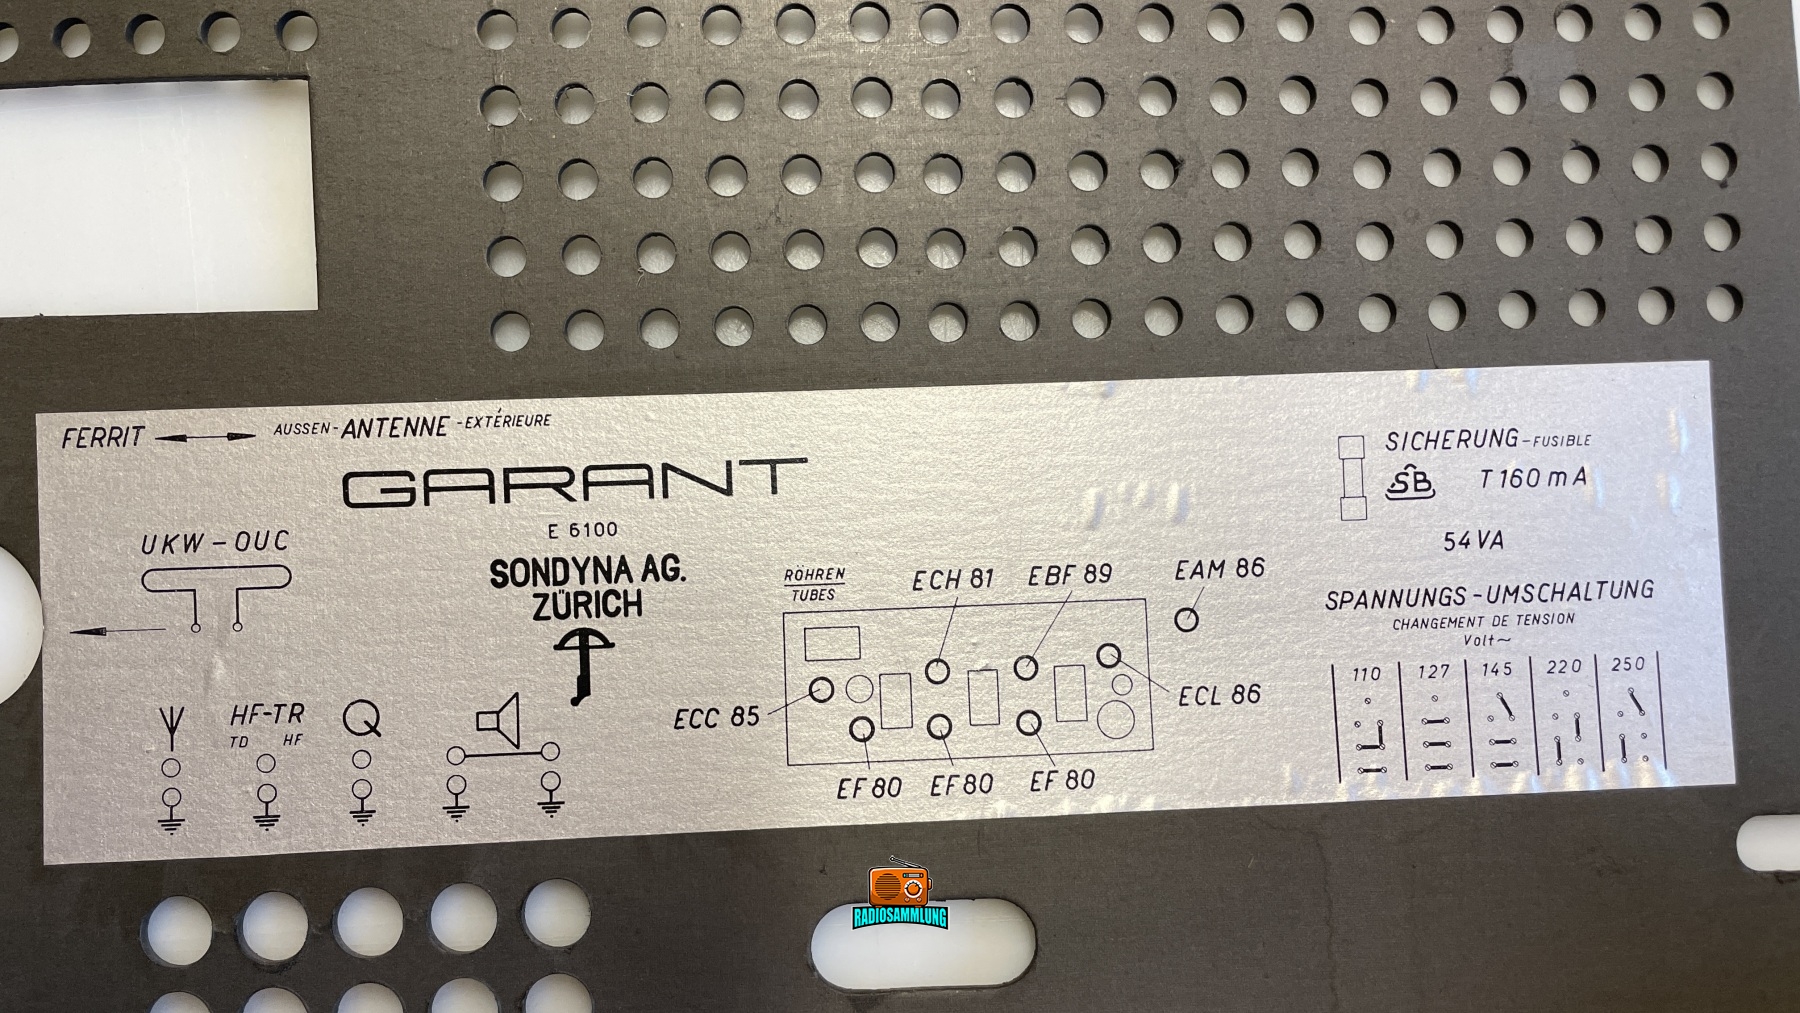 FERRIT
AUSSEN-ANTENNE-EXTÉRIEURE
GARANT
E 6100
SONDYNA AG.
ZÜRICH
UKW-OUC
HF-TR
TD HF
Q
RÖHREN
TUBES
ECH 81
EBF 89
EAM 86
ECC 85
ECL 86
EF 80
EF 80
EF 80
SICHERUNG-FUSIBLE
ŜB T 160 mA
54 VA
SPANNUNGS-UMSCHALTUNG
CHANGEMENT DE TENSION
Volt~
110 127 145 220 250
RADIOSAMMLUNG